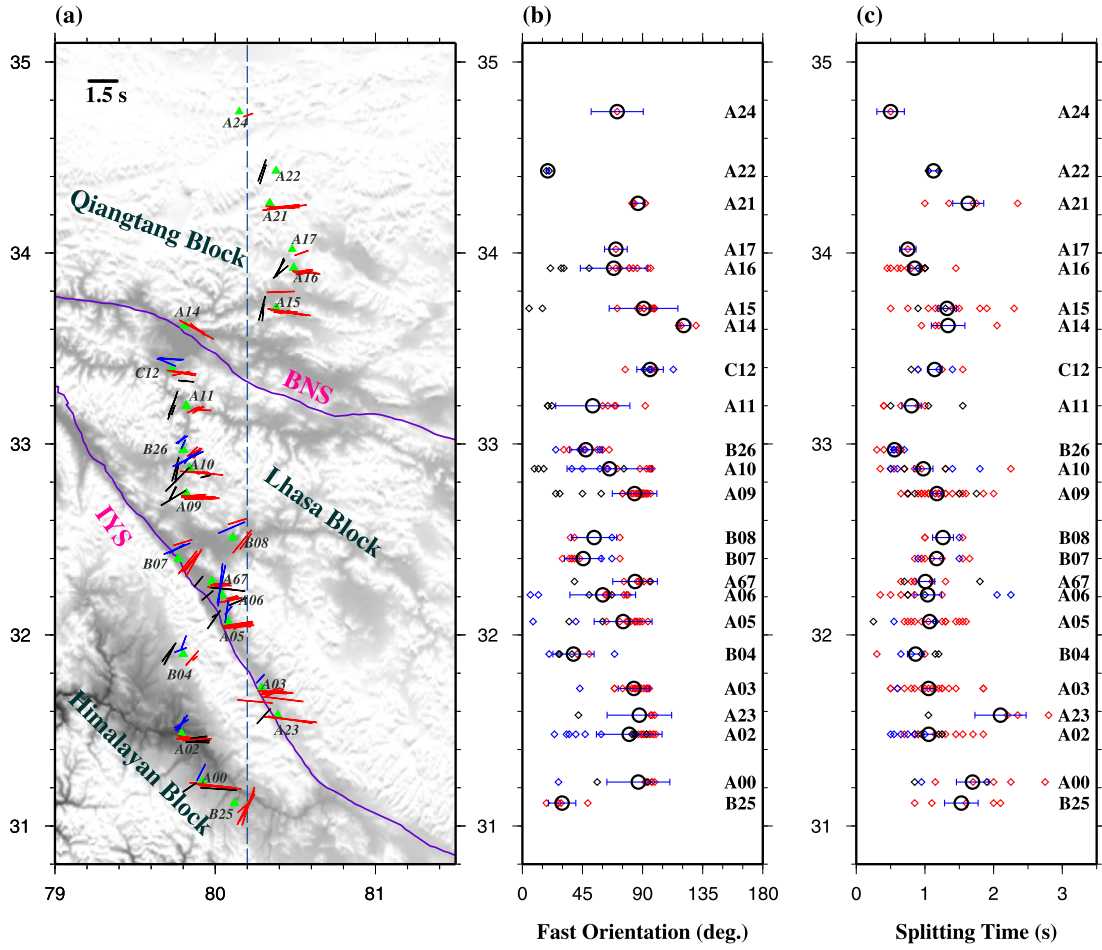 (a)
(b)
(c)
35
34
33
32
31
79
80
81
1.5 s
A24
A22
A21
A17
A16
A15
A14
C12
A11
B26
A10
A09
B08
B07
A67
A06
A05
B04
A03
A23
A02
A00
B25
Qiangtang Block
BNS
Lhasa Block
IYS
Himalayan Block
35
34
33
32
31
A24
A22
A21
A17
A16
A15
A14
C12
A11
B26
A10
A09
B08
B07
A67
A06
A05
B04
A03
A23
A02
A00
B25
0
45
90
135
180
Fast Orientation (deg.)
35
34
33
32
31
A24
A22
A21
A17
A16
A15
A14
C12
A11
B26
A10
A09
B08
B07
A67
A06
A05
B04
A03
A23
A02
A00
B25
0
1
2
3
Splitting Time (s)